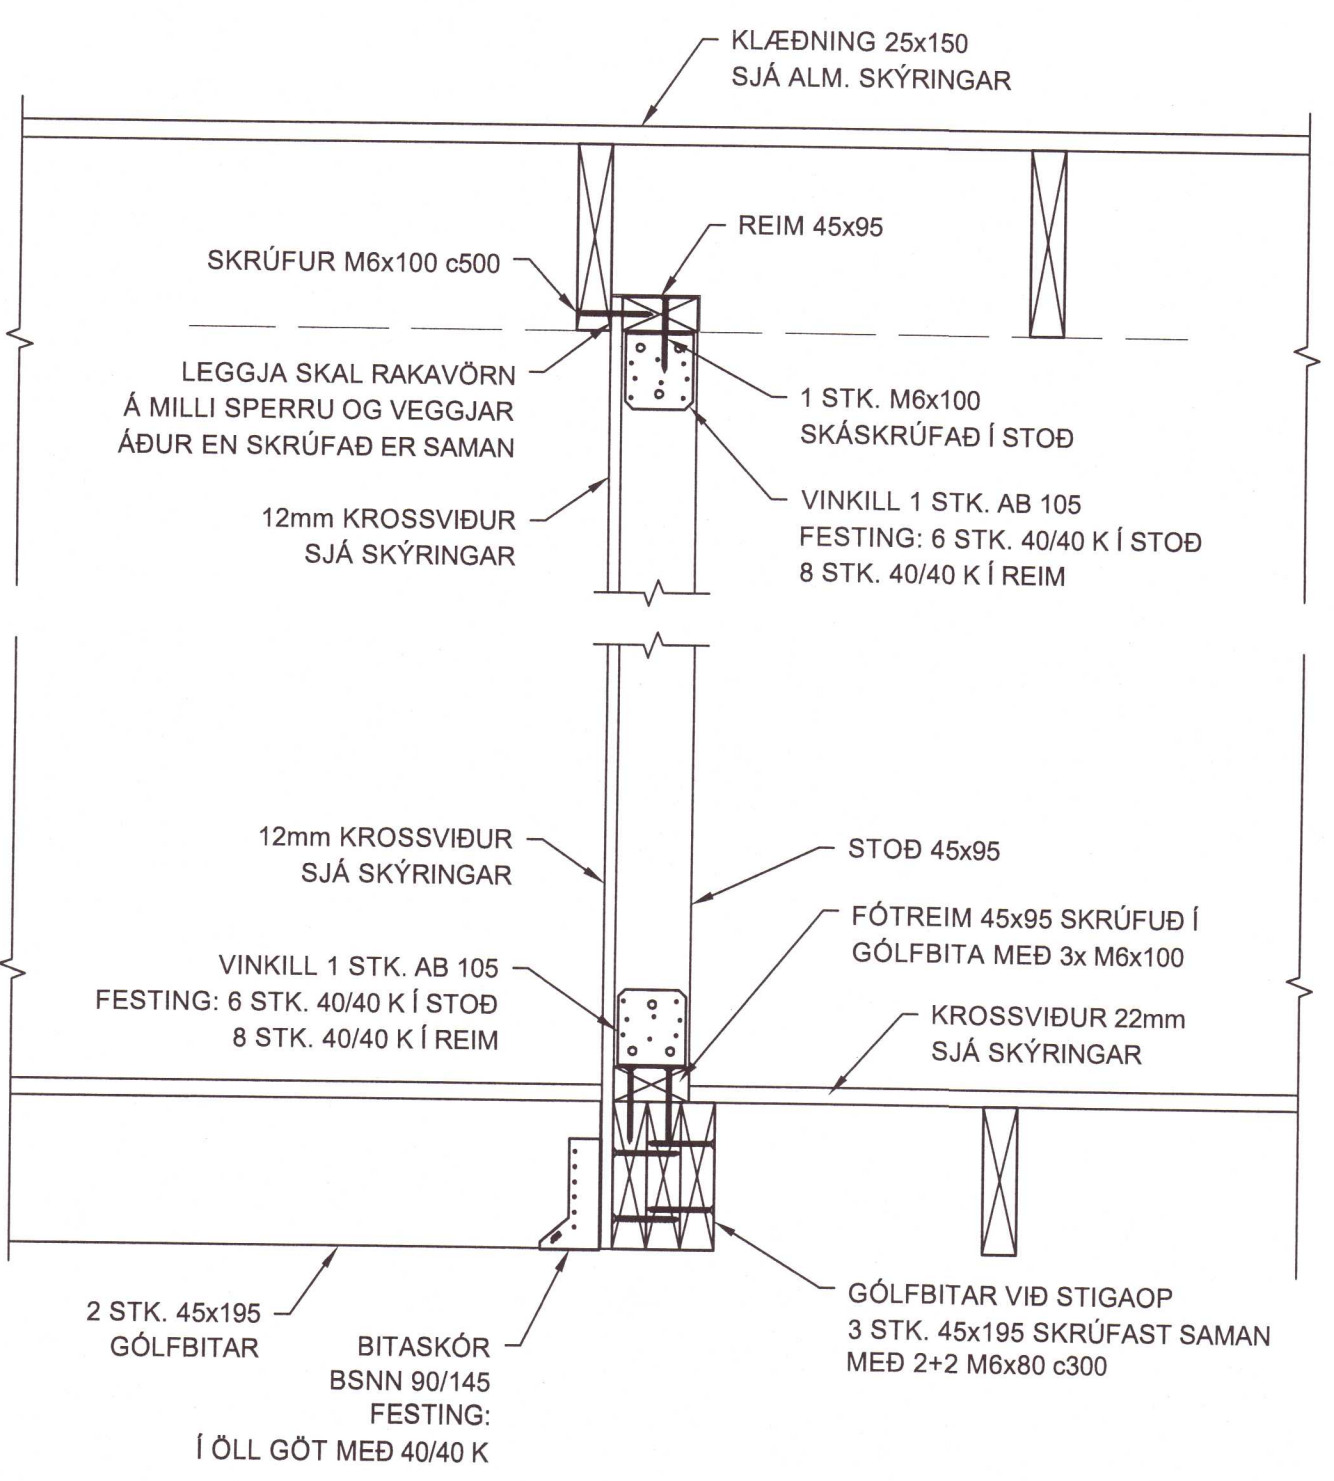 KLÆÐNING 25x150
SJÁ ALM. SKÝRINGAR
REIM 45x95
SKRÚFUR M6x100 c500
LEGGJA SKAL RAKAVÖRN
Á MILLI SPERRU OG VEGGJAR
ÁÐUR EN SKRÚFAÐ ER SAMAN
1 STK. M6x100
SKÁSKRÚFAÐ Í STOÐ
12mm KROSSVIÐUR
SJÁ SKÝRINGAR
VINKILL 1 STK. AB 105
FESTING: 6 STK. 40/40 K Í STOÐ
8 STK. 40/40 K Í REIM
12mm KROSSVIÐUR
SJÁ SKÝRINGAR
STOÐ 45x95
FÓTREIM 45x95 SKRÚFUÐ Í
GÓLFBITA MEÐ 3x M6x100
VINKILL 1 STK. AB 105
FESTING: 6 STK. 40/40 K Í STOÐ
8 STK. 40/40 K Í REIM
KROSSVIÐUR 22mm
SJÁ SKÝRINGAR
2 STK. 45x195
GÓLFBITAR
BITASKÓR
BSNN 90/145
FESTING:
Í ÖLL GÖT MEÐ 40/40 K
GÓLFBITAR VIÐ STIGAOP
3 STK. 45x195 SKRÚFAST SAMAN
MEÐ 2+2 M6x80 c300